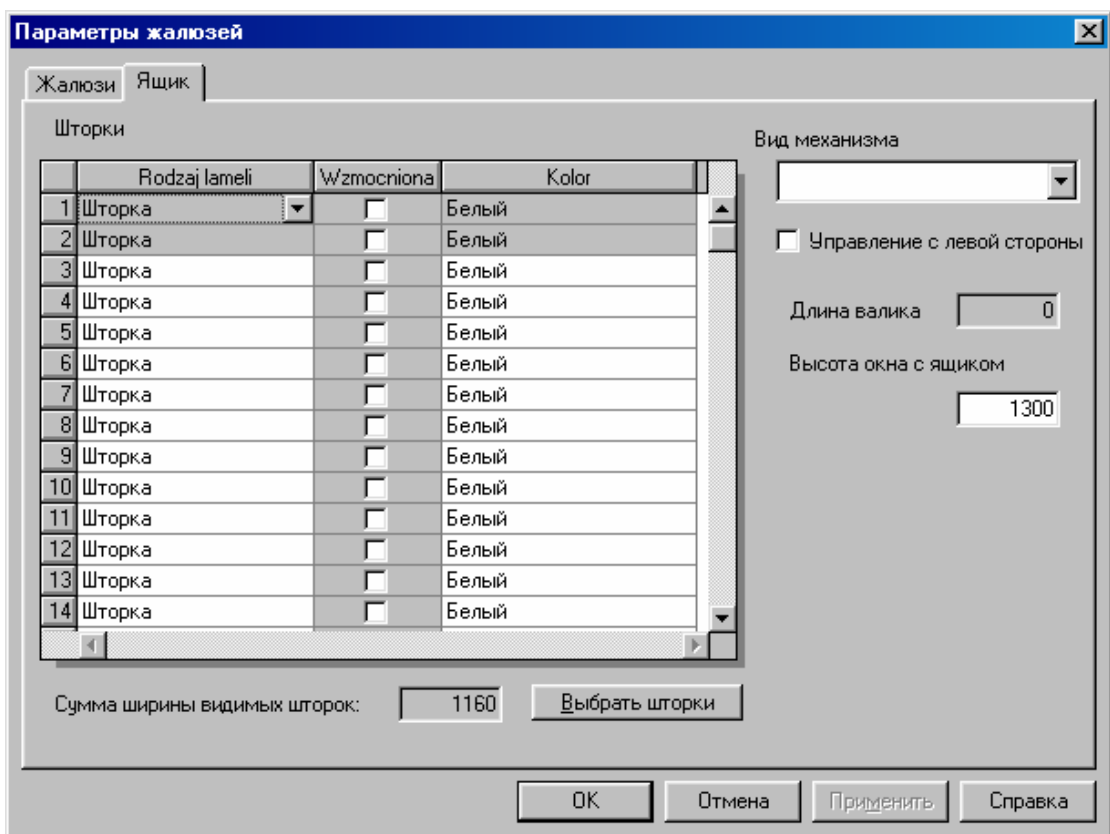 Параметры жалюзей
Жалюзи Ящик
Шторки
Rodzaj lameli Wzmocniona Kolor
1 Шторка Белый
2 Шторка Белый
3 Шторка Белый
4 Шторка Белый
5 Шторка Белый
6 Шторка Белый
7 Шторка Белый
8 Шторка Белый
9 Шторка Белый
10 Шторка Белый
11 Шторка Белый
12 Шторка Белый
13 Шторка Белый
14 Шторка Белый
Сумма ширины видимых шторок: 1160 Выбрать шторки
Вид механизма
Управление с левой стороны
Длина валика 0
Высота окна с ящиком
1300
OK Отмена Применить Справка